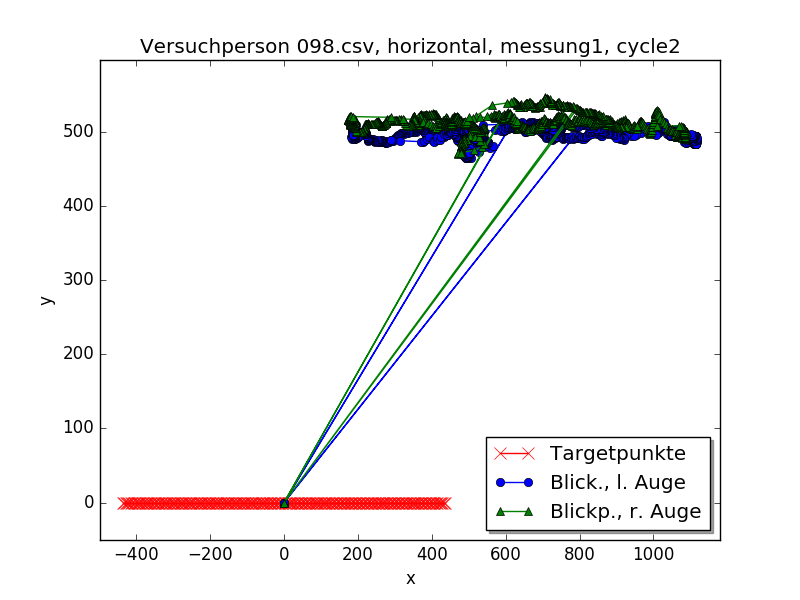 Versuchperson 098.csv, horizontal, messung1, cycle2
y
500
400
300
200
100
0
−400 −200 0 200 400 600 800 1000
x
Targetpunkte
Blick., l. Auge
Blickp., r. Auge